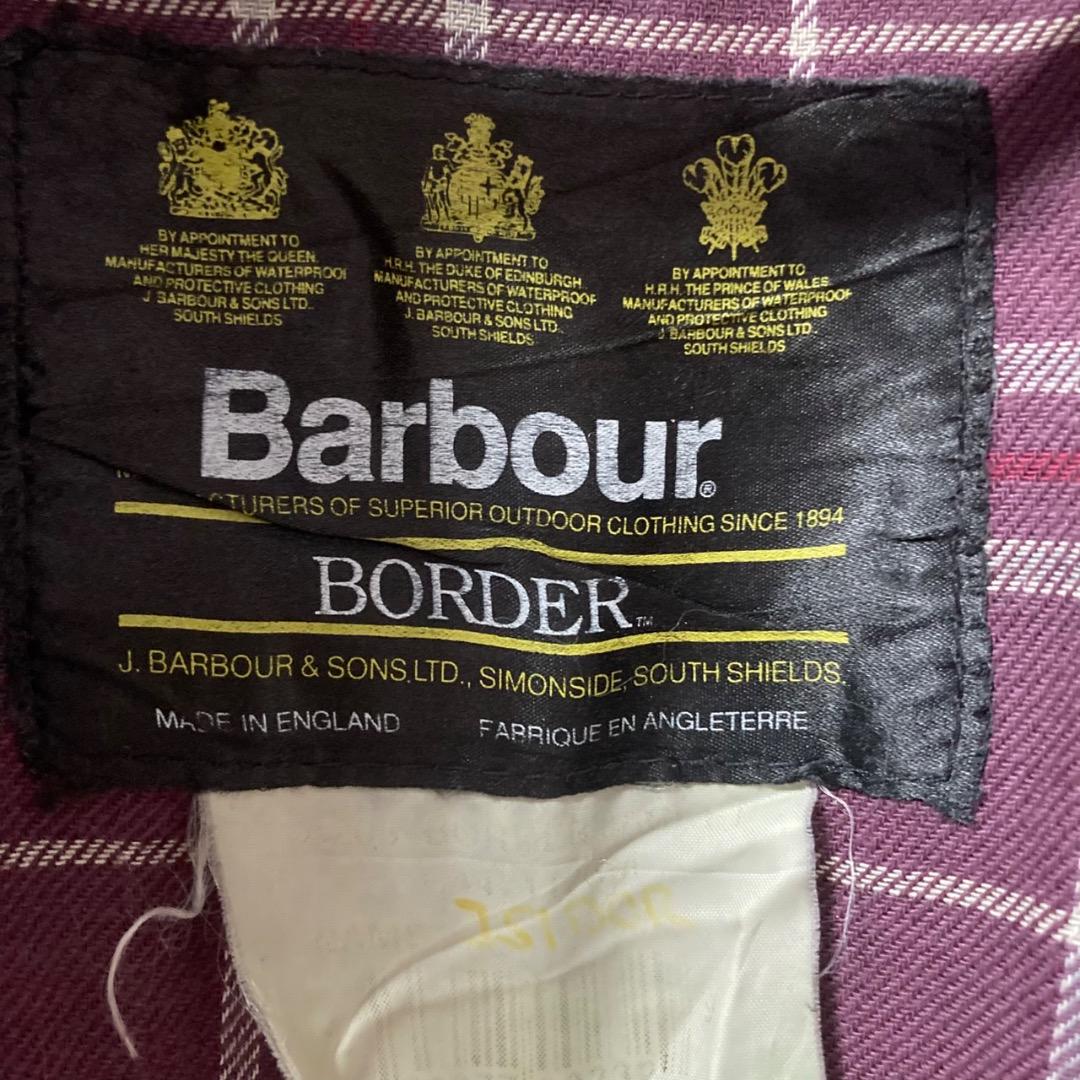 BY APPOINTMENT TO
HER MAJESTY THE QUEEN
MANUFACTURERS OF WATERPROOF
AND PROTECTIVE CLOTHING
J. BARBOUR & SONS LTD.
SOUTH SHIELDS
BY APPOINTMENT TO
H.R.H. THE DUKE OF EDINBURGH
MANUFACTURERS OF WATERPROOF
AND PROTECTIVE CLOTHING
J. BARBOUR & SONS LTD.
SOUTH SHIELDS
BY APPOINTMENT TO
H.R.H. THE PRINCE OF WALES
MANUFACTURERS OF WATERPROOF
AND PROTECTIVE CLOTHING
J. BARBOUR & SONS LTD.
SOUTH SHIELDS
Barbour®
OF SUPERIOR OUTDOOR CLOTHING SINCE 1894
BORDER™
J. BARBOUR & SONS LTD., SIMONSIDE, SOUTH SHIELDS.
MADE IN ENGLAND FABRIQUE EN ANGLETERRE